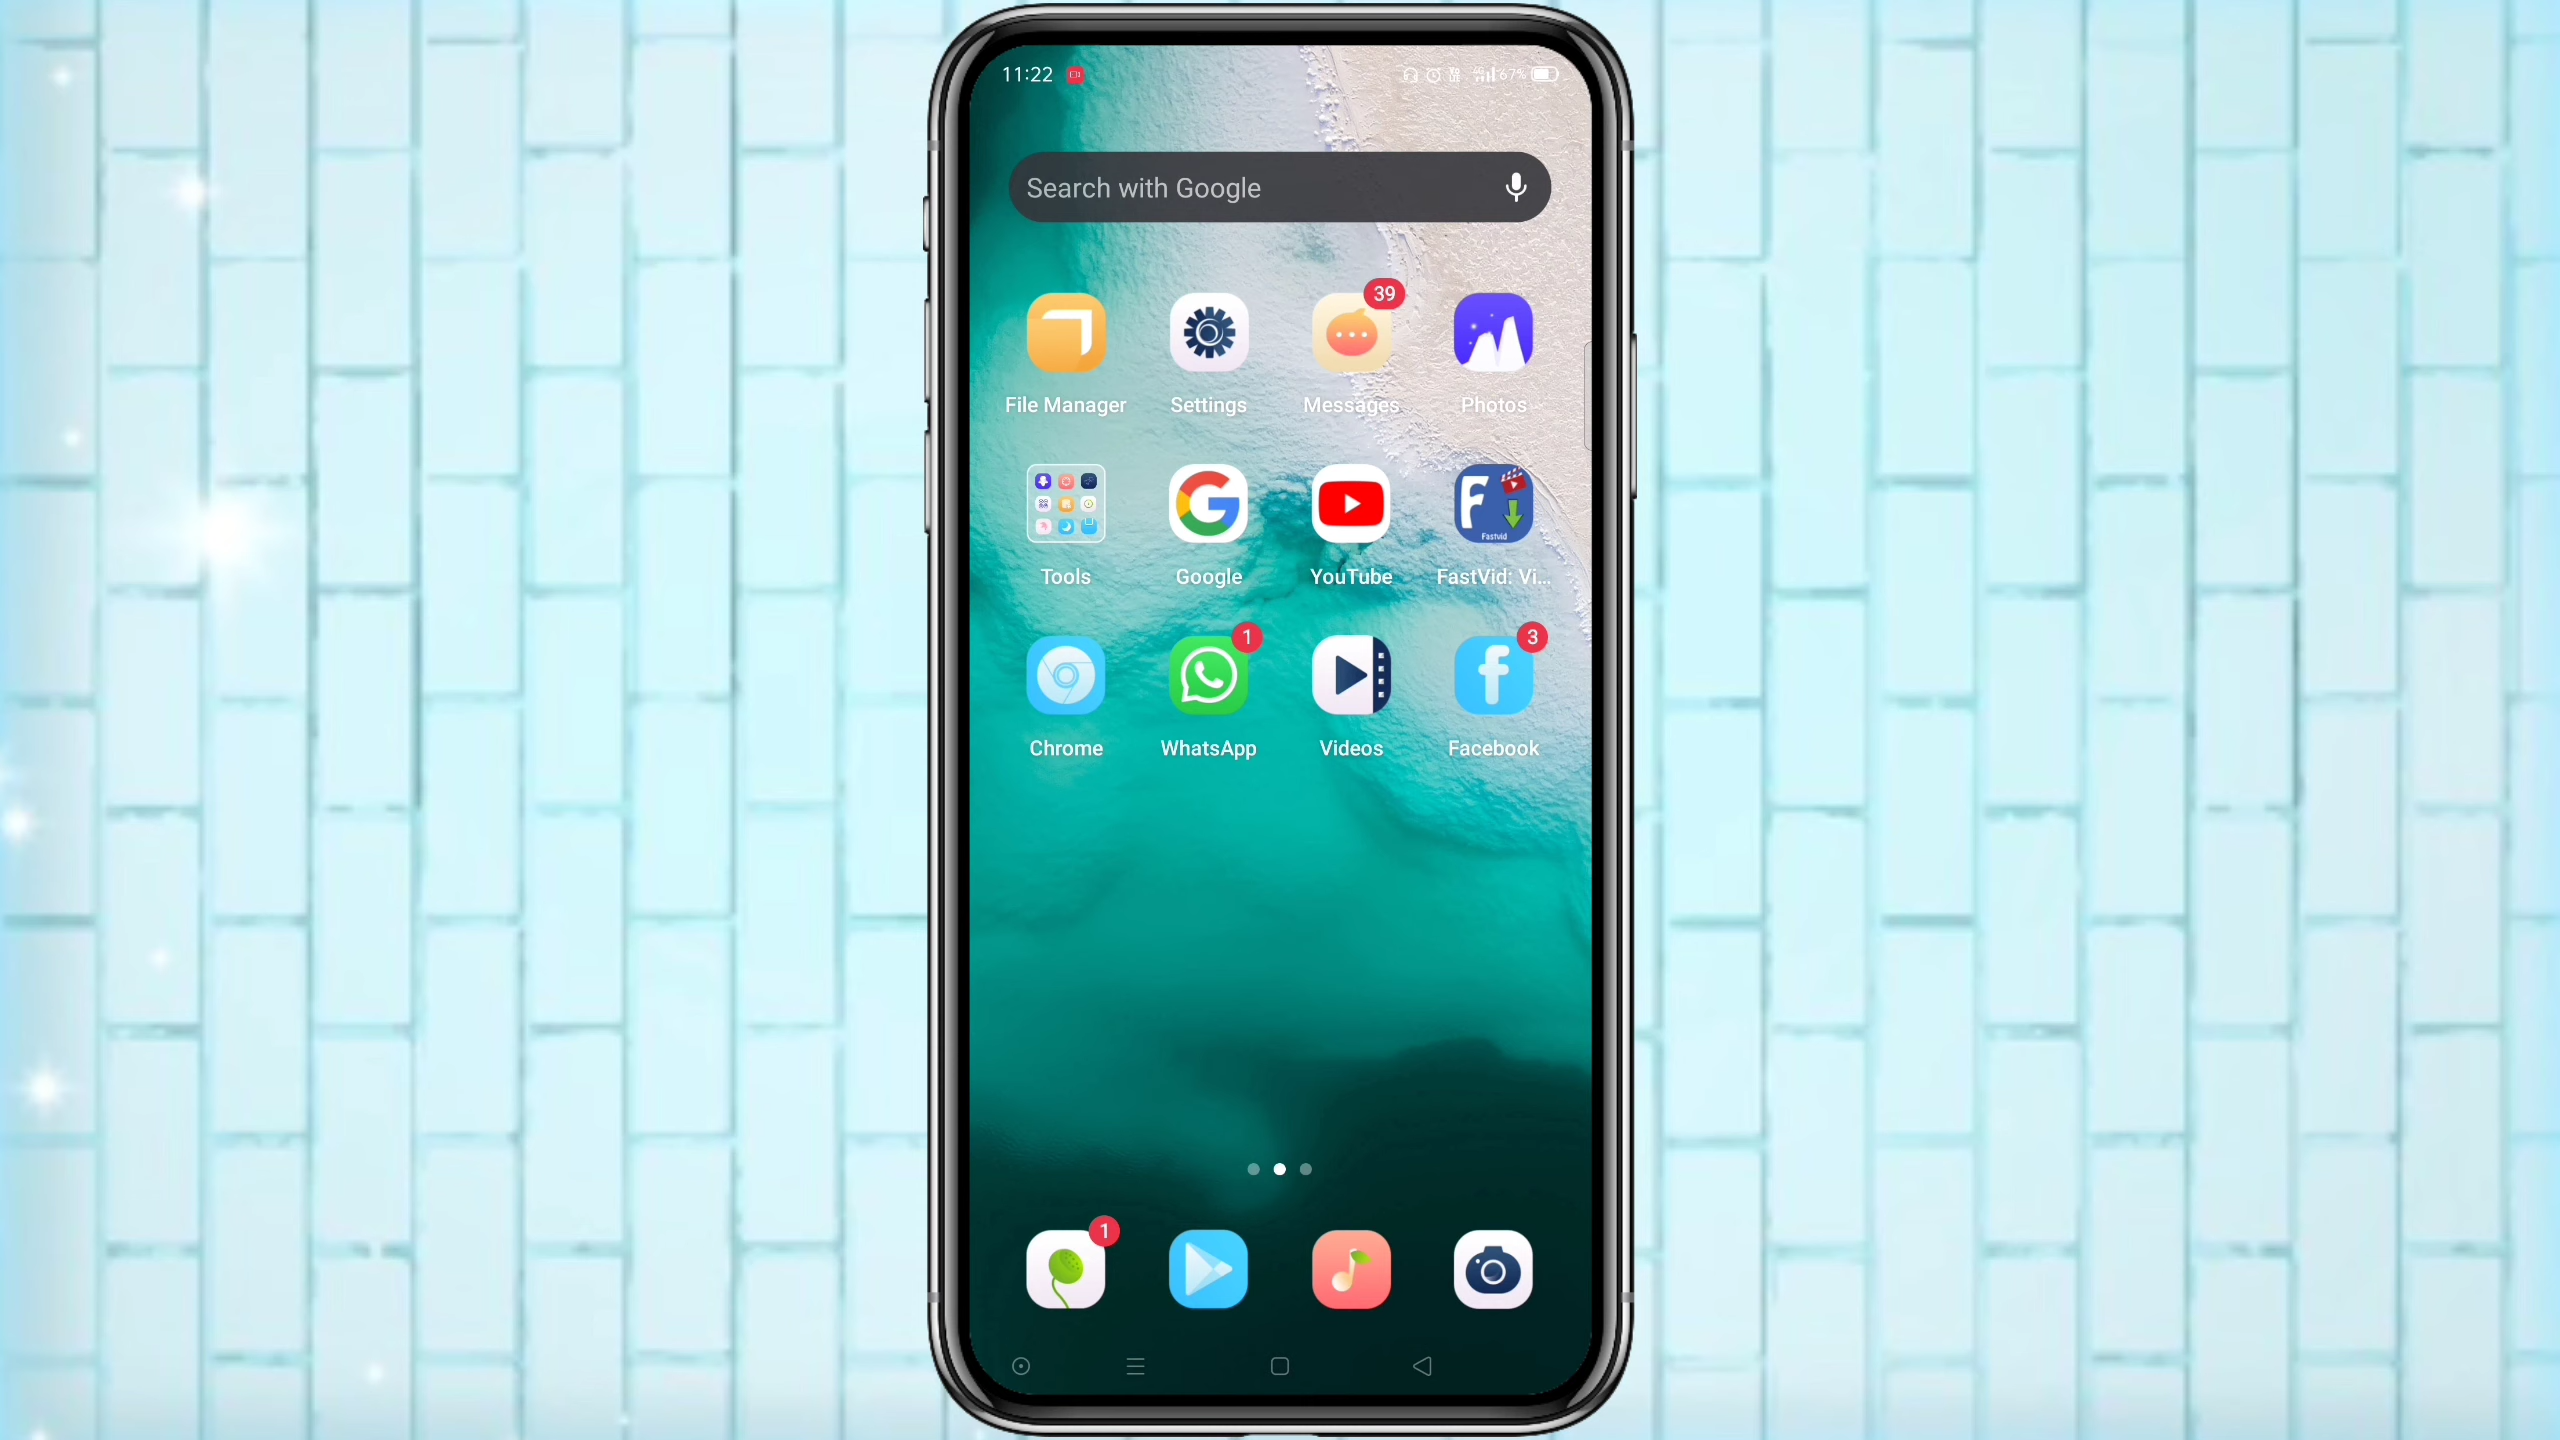 11:22 67%
Search with Google
39
File Manager Settings Messages Photos
Fastvid
Tools Google YouTube FastVid: Vi...
1 3
Chrome WhatsApp Videos Facebook
1